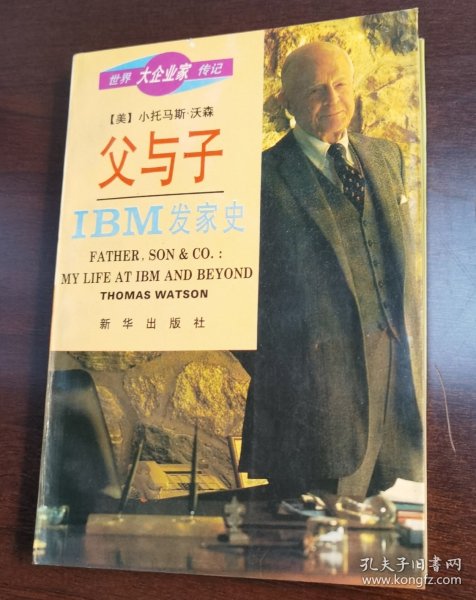 世界 大企业家 传记
【美】小托马斯·沃森
父与子
IBM发家史
FATHER, SON & CO. :
MY LIFE AT IBM AND BEYOND
THOMAS WATSON
新华出版社
孔夫子旧书网
www.kongfz.com